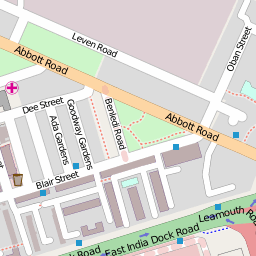 Leven Road
Oban Street
Abbott Road
Abbott Road
Dee Street
Benledi Road
Goodway Gardens
Ada Gardens
Blair Street
Leamouth
East India Dock Road
Road